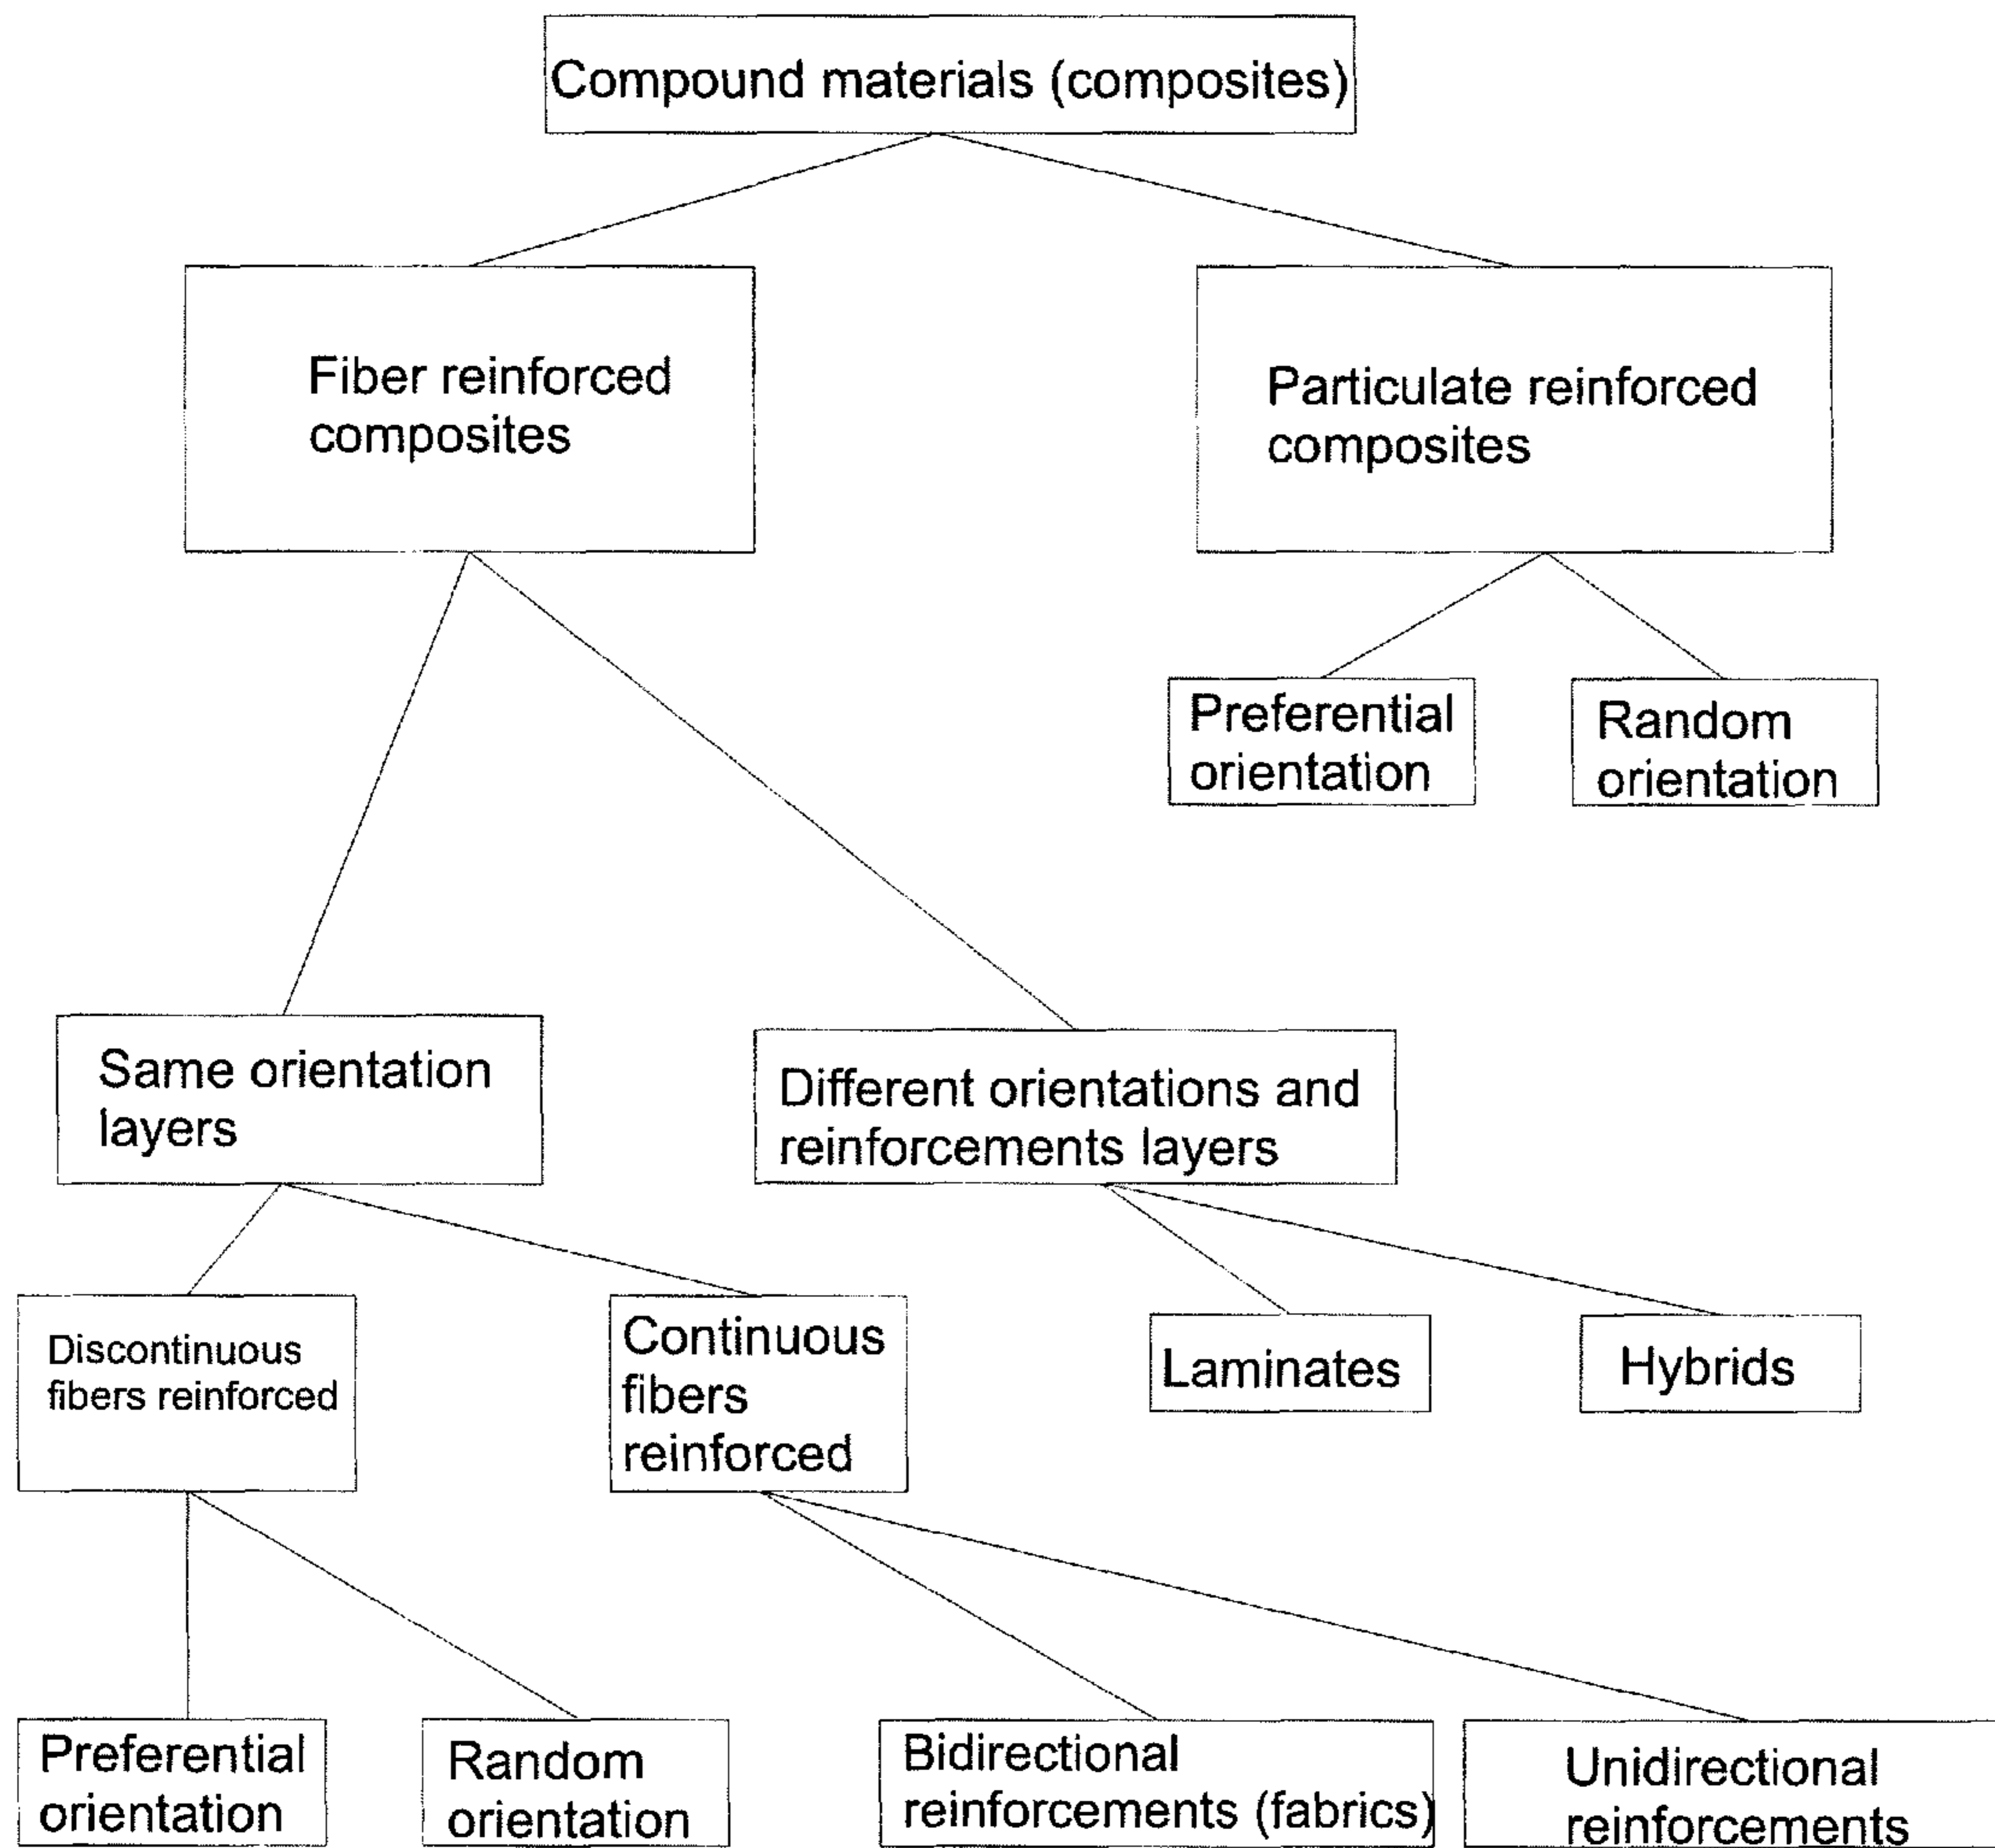 Compound materials (composites)
Fiber reinforced
composites
Particulate reinforced
composites
Preferential
orientation
Random
orientation
Same orientation
layers
Different orientations and
reinforcements layers
Discontinuous
fibers reinforced
Continuous
fibers
reinforced
Laminates
Hybrids
Preferential
orientation
Random
orientation
Bidirectional
reinforcements (fabrics)
Unidirectional
reinforcements